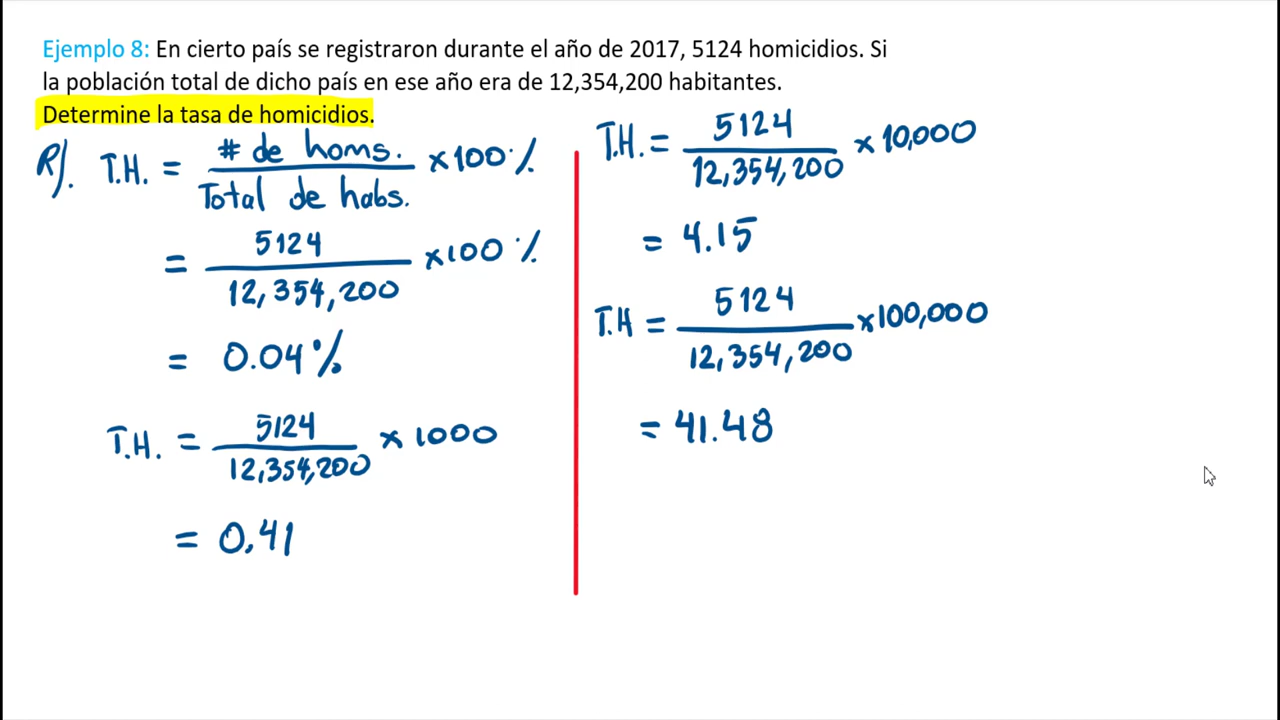 Ejemplo 8: En cierto país se registraron durante el año de 2017, 5124 homicidios. Si
la población total de dicho país en ese año era de 12,354,200 habitantes.
Determine la tasa de homicidios.
R/. T.H. = # de homs. / Total de habs. × 100 %
= 5124 / 12,354,200 × 100 %
= 0.04 %
T.H. = 5124 / 12,354,200 × 1000
= 0.41
T.H. = 5124 / 12,354,200 × 10,000
= 4.15
T.H = 5124 / 12,354,200 × 100,000
= 41.48